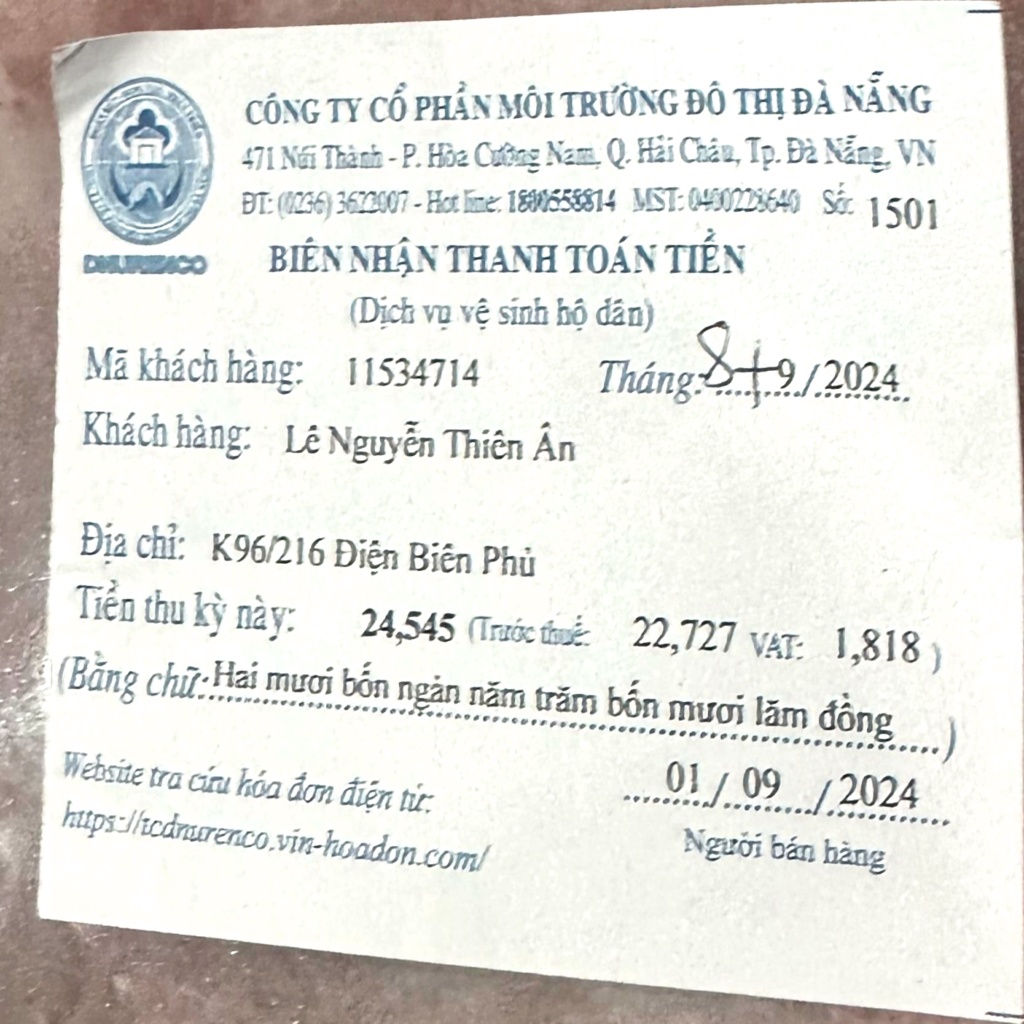 CÔNG TY CỔ PHẦN MÔI TRƯỜNG ĐÔ THỊ ĐÀ NẴNG
471 Núi Thành - P. Hòa Cường Nam, Q. Hải Châu, Tp. Đà Nẵng, VN
ĐT: (0236) 3622007 - Hot line: 1800558814 MST: 0400228640 Số: 1501
BIÊN NHẬN THANH TOÁN TIỀN
(Dịch vụ vệ sinh hộ dân)
Mã khách hàng: 11534714 Tháng: 8+9/2024
Khách hàng: Lê Nguyễn Thiên Ân
Địa chỉ: K96/216 Điện Biên Phủ
Tiền thu kỳ này: 24,545 (Trước thuế: 22,727 VAT: 1,818 )
(Bằng chữ: Hai mươi bốn ngàn năm trăm bốn mươi lăm đồng )
01 / 09 / 2024
Website tra cứu hóa đơn điện tử:
https://tcdnurenco.vin-hoadon.com/
Người bán hàng